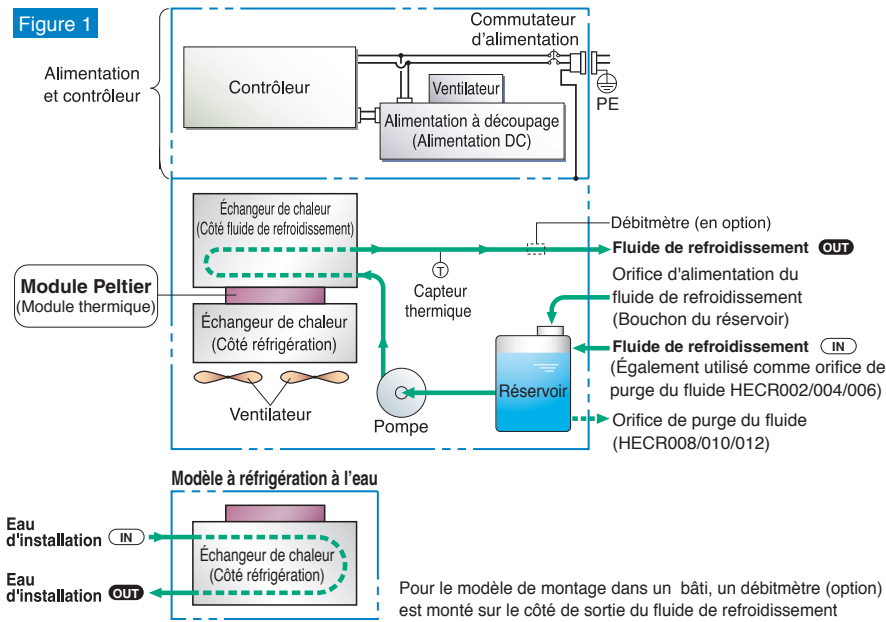 Figure 1
Commutateur
d'alimentation
Alimentation
et contrôleur
Contrôleur
Ventilateur
Alimentation à découpage
(Alimentation DC)
PE
Échangeur de chaleur
(Côté fluide de refroidissement)
Module Peltier
(Module thermique)
Échangeur de chaleur
(Côté réfrigération)
Ventilateur
T
Capteur
thermique
Pompe
Réservoir
Débitmètre (en option)
Fluide de refroidissement OUT
Orifice d'alimentation du
fluide de refroidissement
(Bouchon du réservoir)
Fluide de refroidissement IN
(Également utilisé comme orifice de
purge du fluide HECR002/004/006)
Orifice de purge du fluide
(HECR008/010/012)
Modèle à réfrigération à l'eau
Eau
d'installation IN
Eau
d'installation OUT
Échangeur de chaleur
(Côté réfrigération)
Pour le modèle de montage dans un bâti, un débitmètre (option)
est monté sur le côté de sortie du fluide de refroidissement